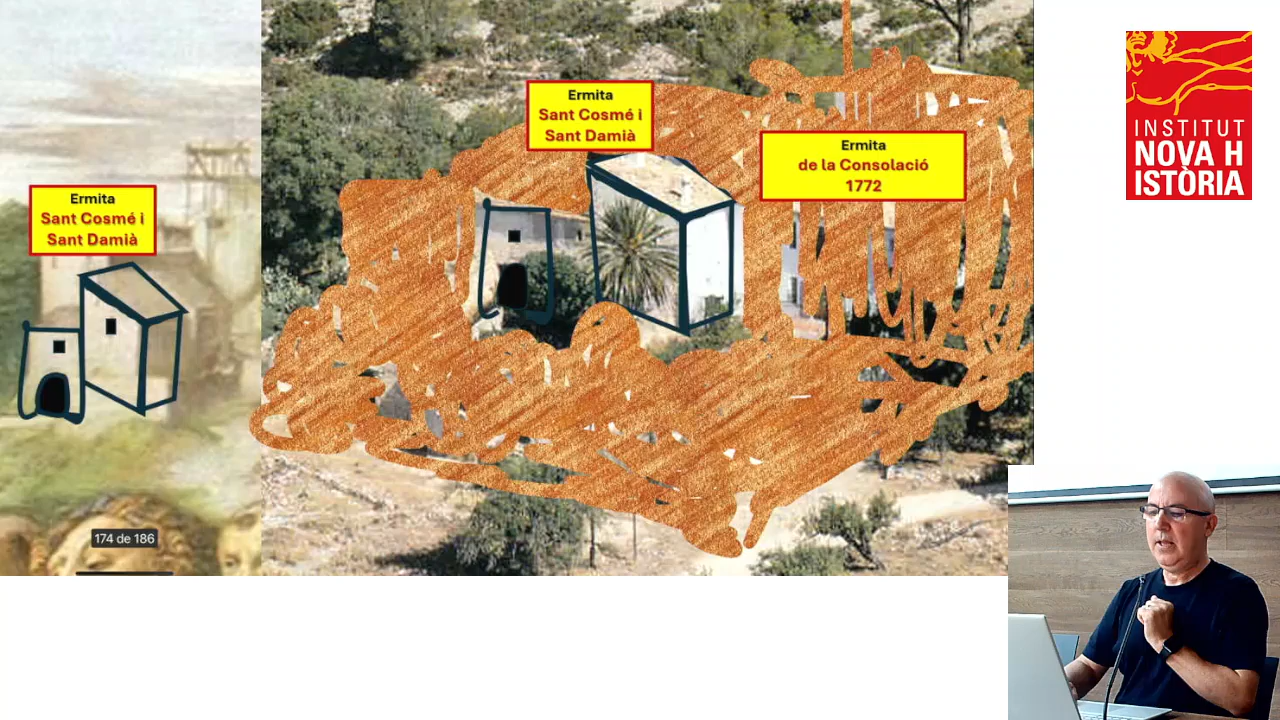 Ermita
Sant Cosmé i
Sant Damià
174 de 186
Ermita
Sant Cosmé i
Sant Damià
Ermita
de la Consolació
1772
INSTITUT
NOVA H
ISTÒRIA